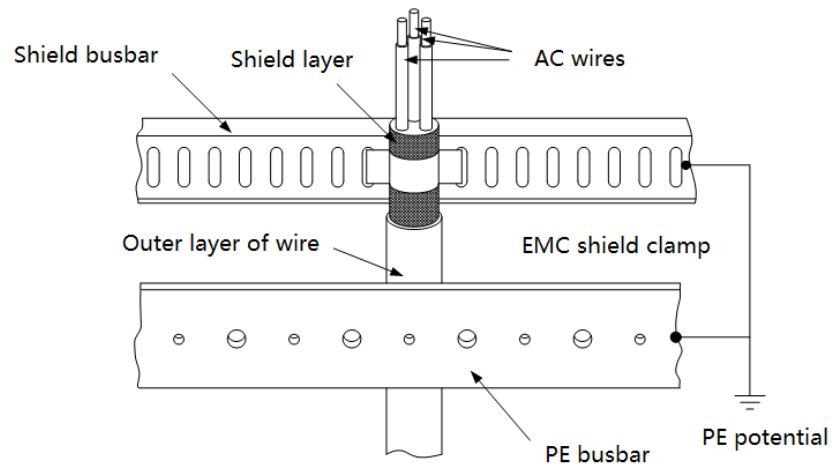 Shield busbar
Shield layer
AC wires
Outer layer of wire
EMC shield clamp
PE busbar
PE potential